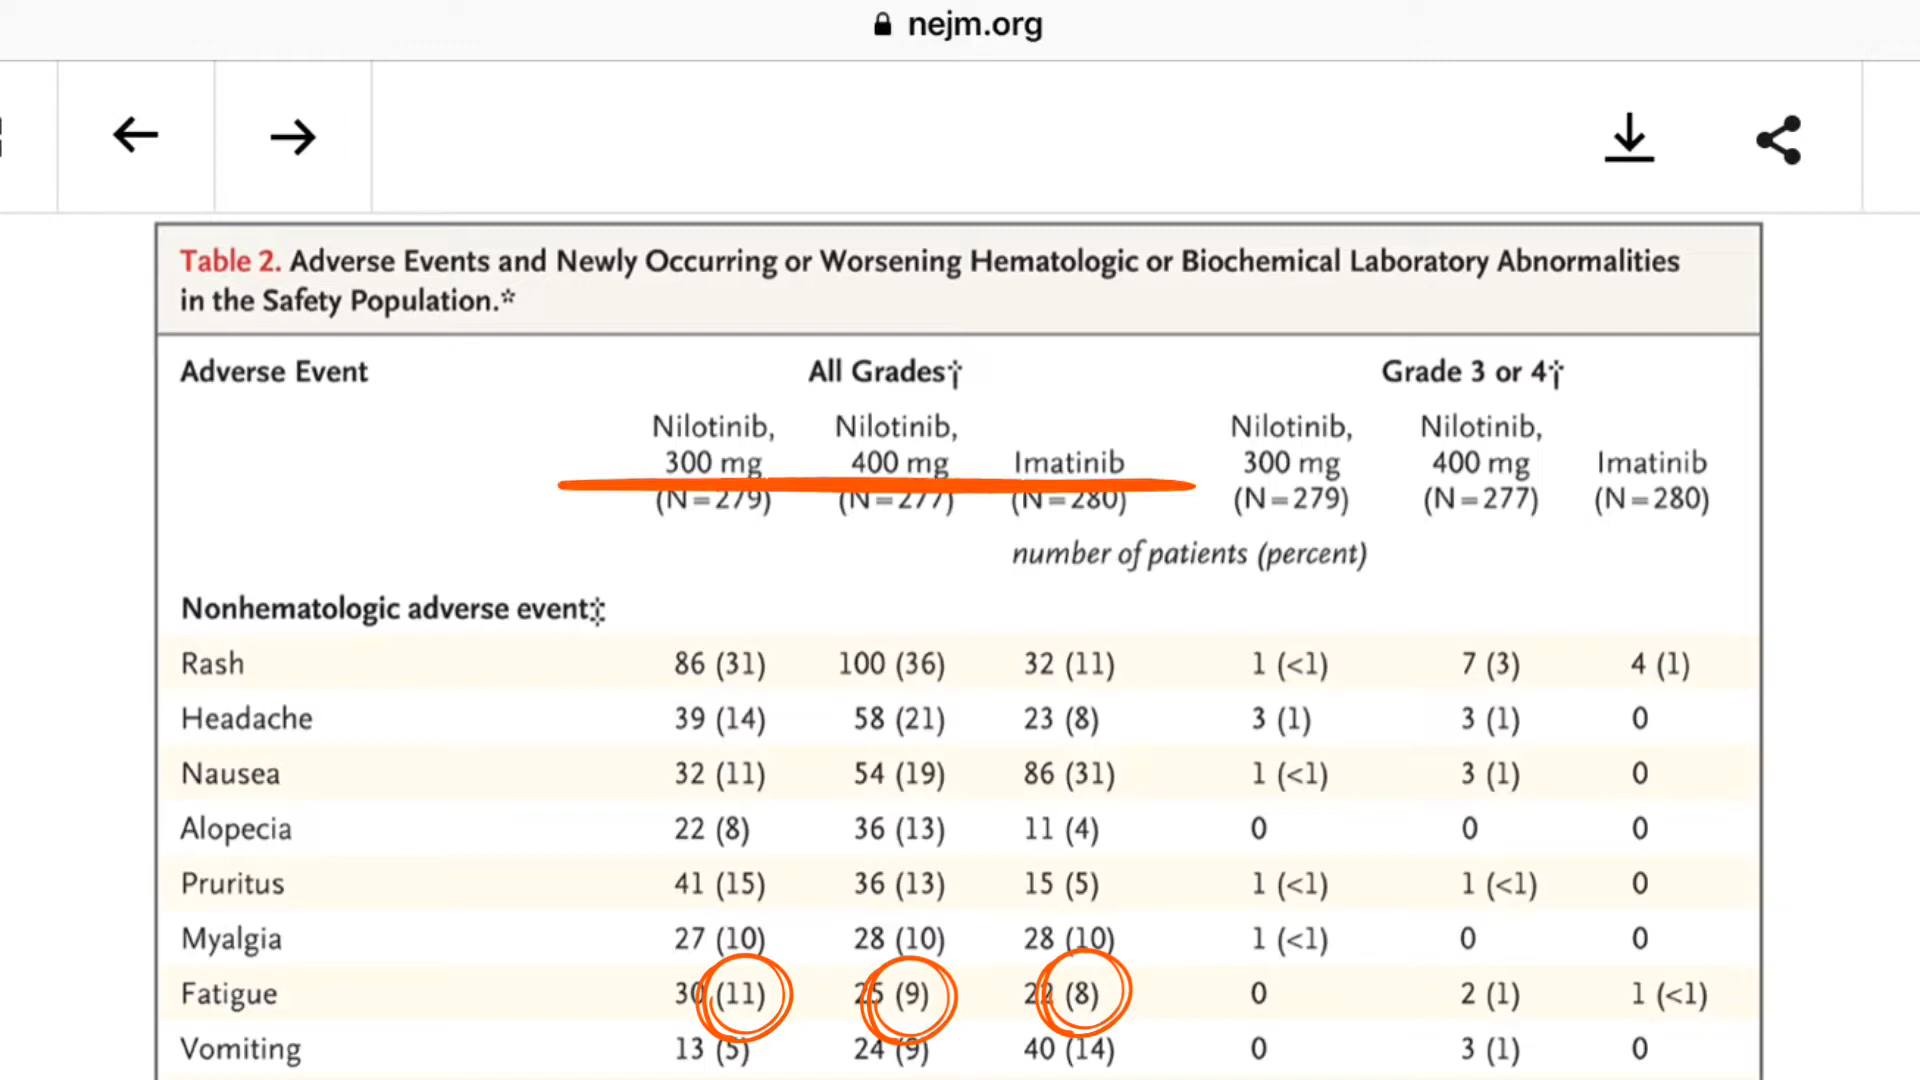 nejm.org
Table 2. Adverse Events and Newly Occurring or Worsening Hematologic or Biochemical Laboratory Abnormalities
in the Safety Population.*
Adverse Event All Grades† Grade 3 or 4†
Nilotinib, Nilotinib, Nilotinib, Nilotinib,
300 mg 400 mg Imatinib 300 mg 400 mg Imatinib
(N=279) (N=277) (N=280) (N=279) (N=277) (N=280)
number of patients (percent)
Nonhematologic adverse event‡
Rash 86 (31) 100 (36) 32 (11) 1 (<1) 7 (3) 4 (1)
Headache 39 (14) 58 (21) 23 (8) 3 (1) 3 (1) 0
Nausea 32 (11) 54 (19) 86 (31) 1 (<1) 3 (1) 0
Alopecia 22 (8) 36 (13) 11 (4) 0 0 0
Pruritus 41 (15) 36 (13) 15 (5) 1 (<1) 1 (<1) 0
Myalgia 27 (10) 28 (10) 28 (10) 1 (<1) 0 0
Fatigue 30 (11) 25 (9) 22 (8) 0 2 (1) 1 (<1)
Vomiting 13 (5) 24 (9) 40 (14) 0 3 (1) 0